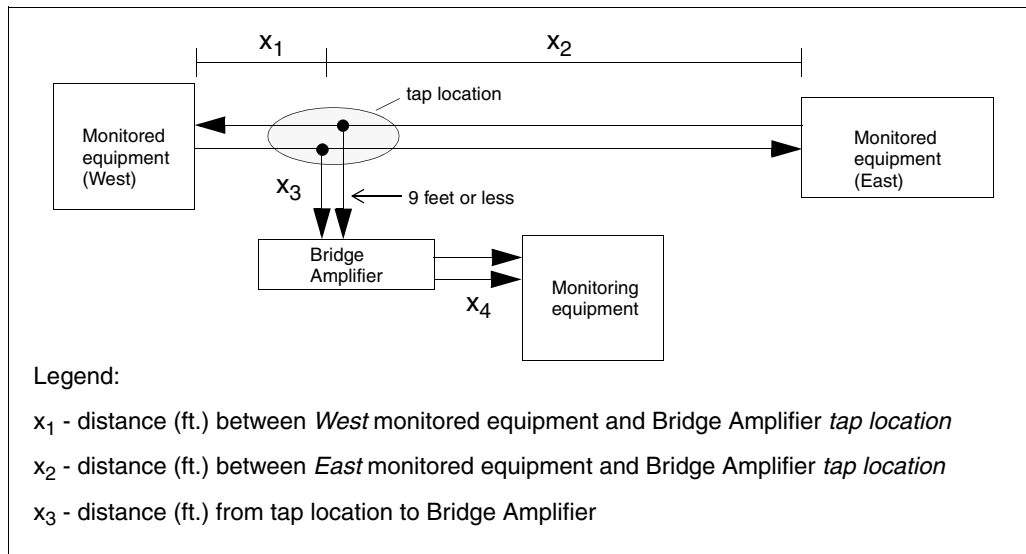 x1
x2
tap location
Monitored
equipment
(West)
Monitored
equipment
(East)
x3
9 feet or less
Bridge
Amplifier
x4
Monitoring
equipment
Legend:
x1 - distance (ft.) between West monitored equipment and Bridge Amplifier tap location
x2 - distance (ft.) between East monitored equipment and Bridge Amplifier tap location
x3 - distance (ft.) from tap location to Bridge Amplifier